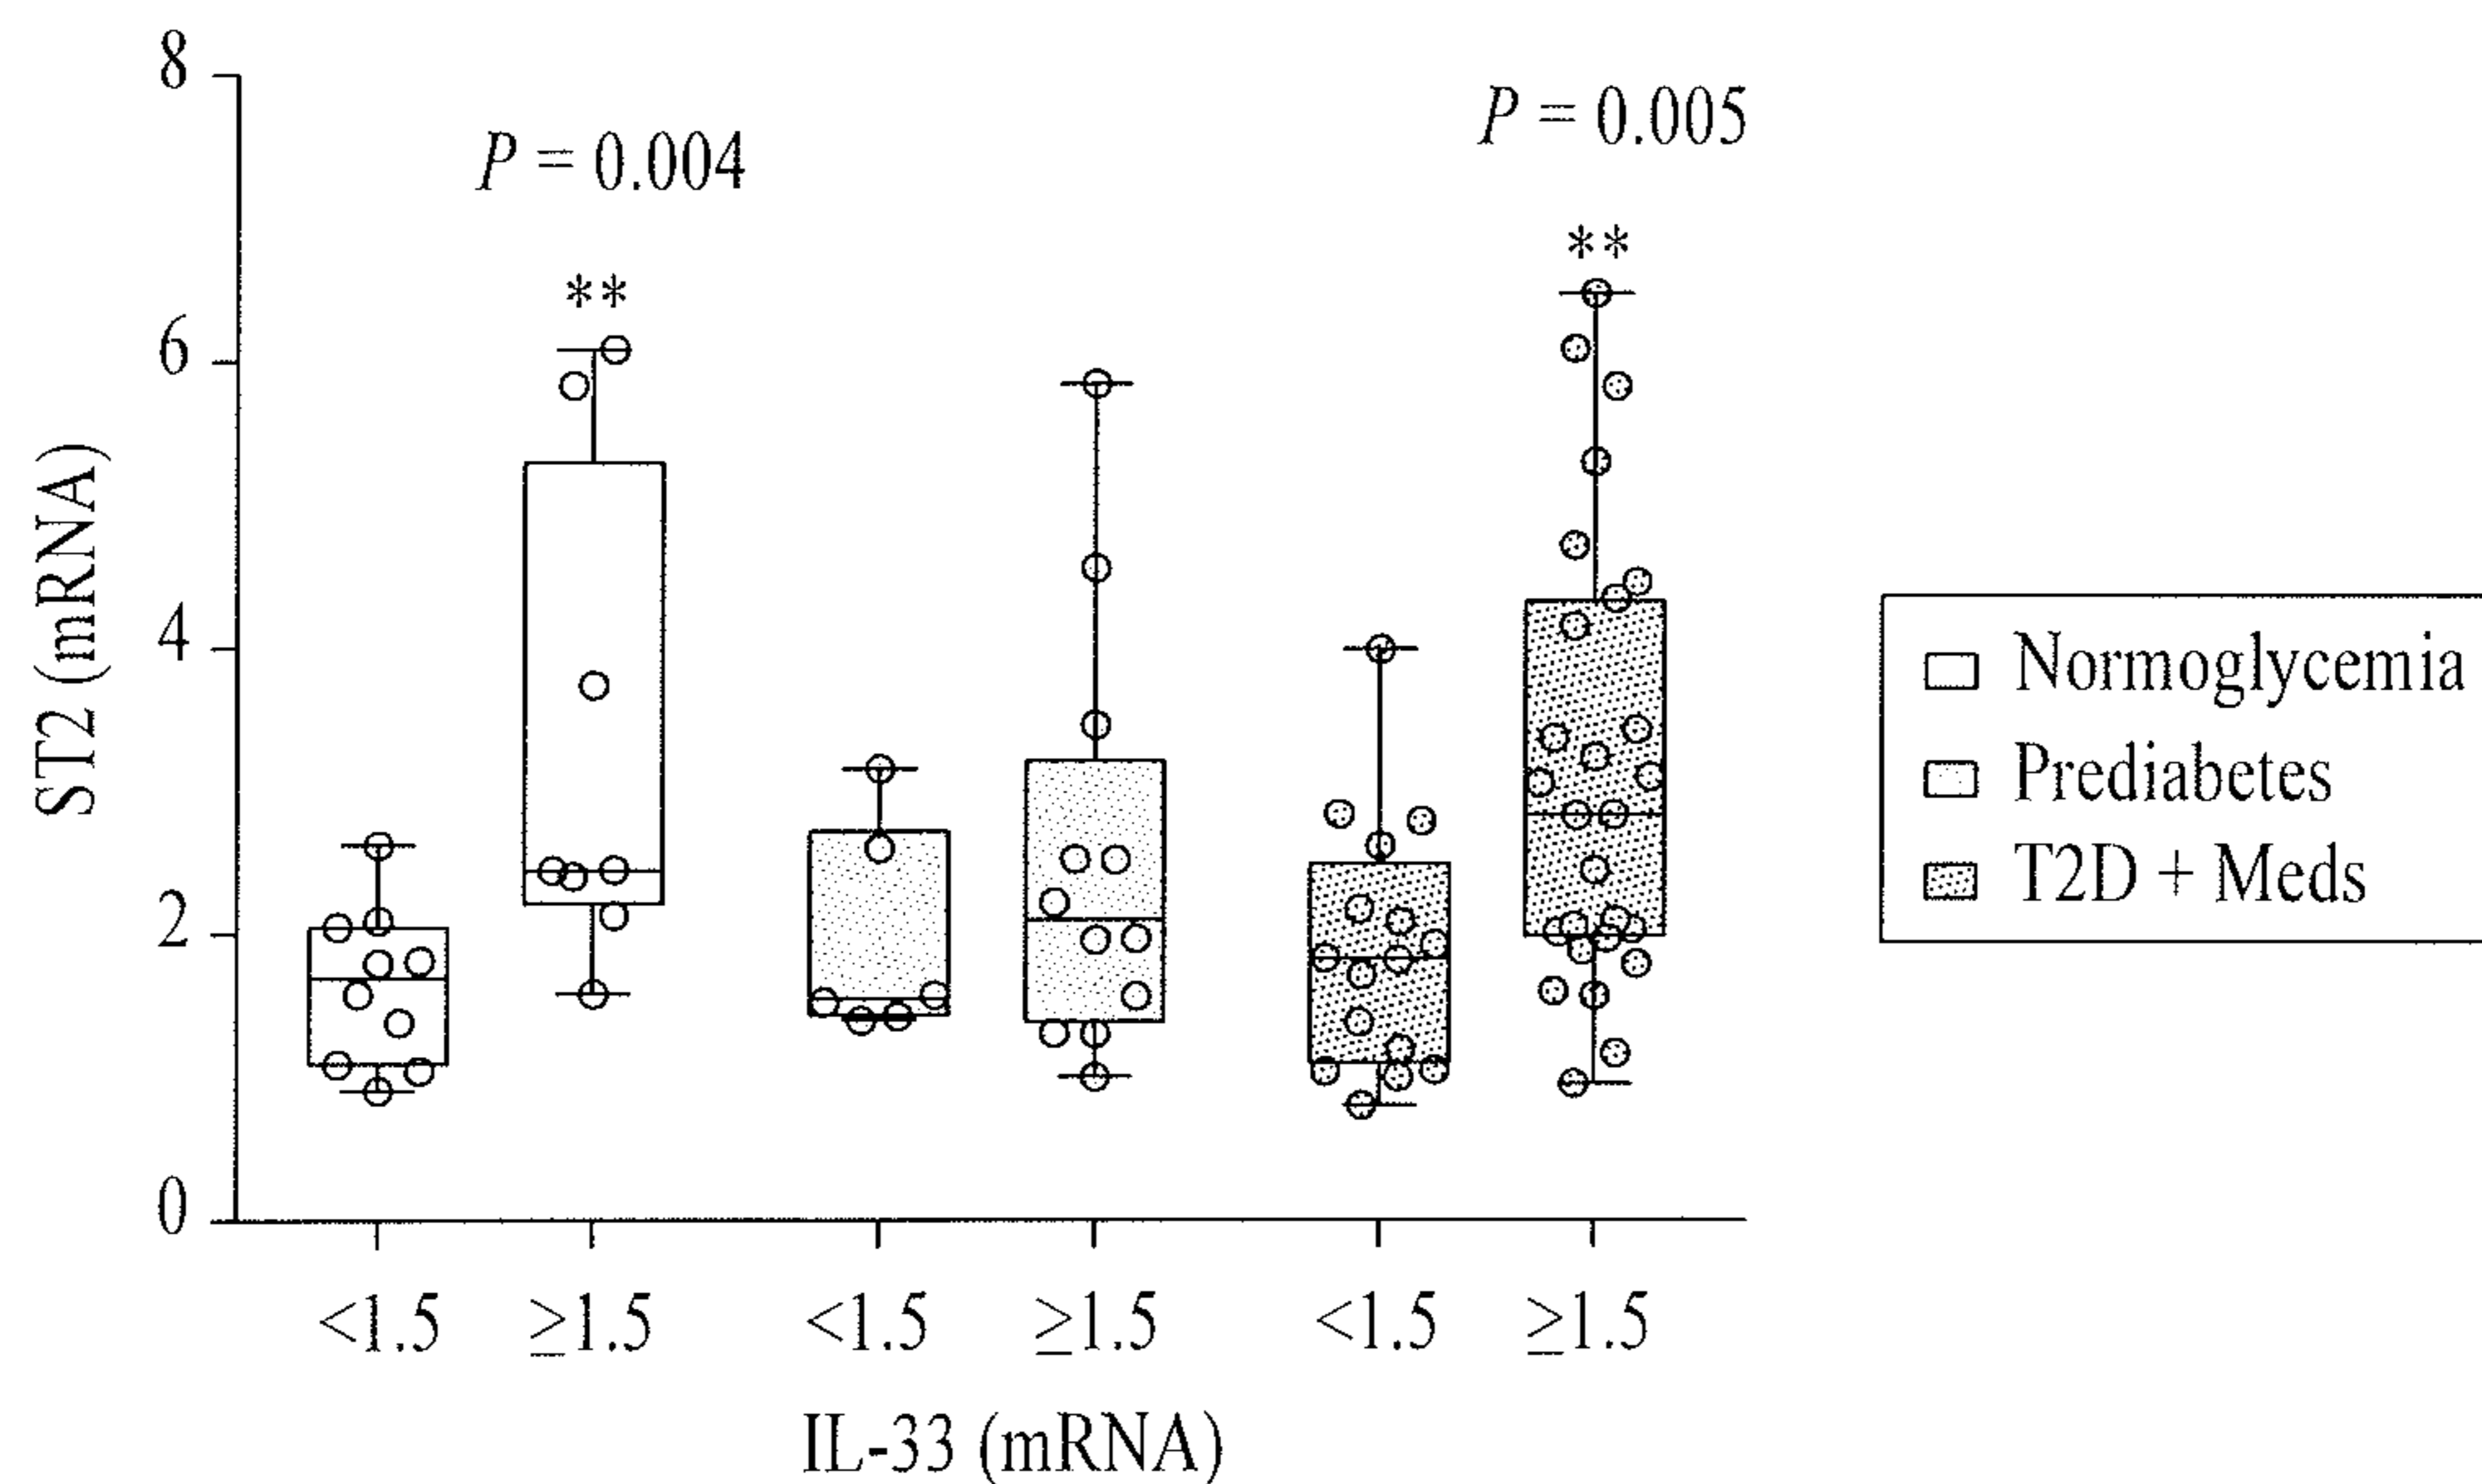 8
6
4
2
0
ST2 (mRNA)
P = 0.004
**
P = 0.005
**
<1.5 ≥1.5 <1.5 ≥1.5 <1.5 ≥1.5
IL-33 (mRNA)
Normoglycemia
Prediabetes
T2D + Meds